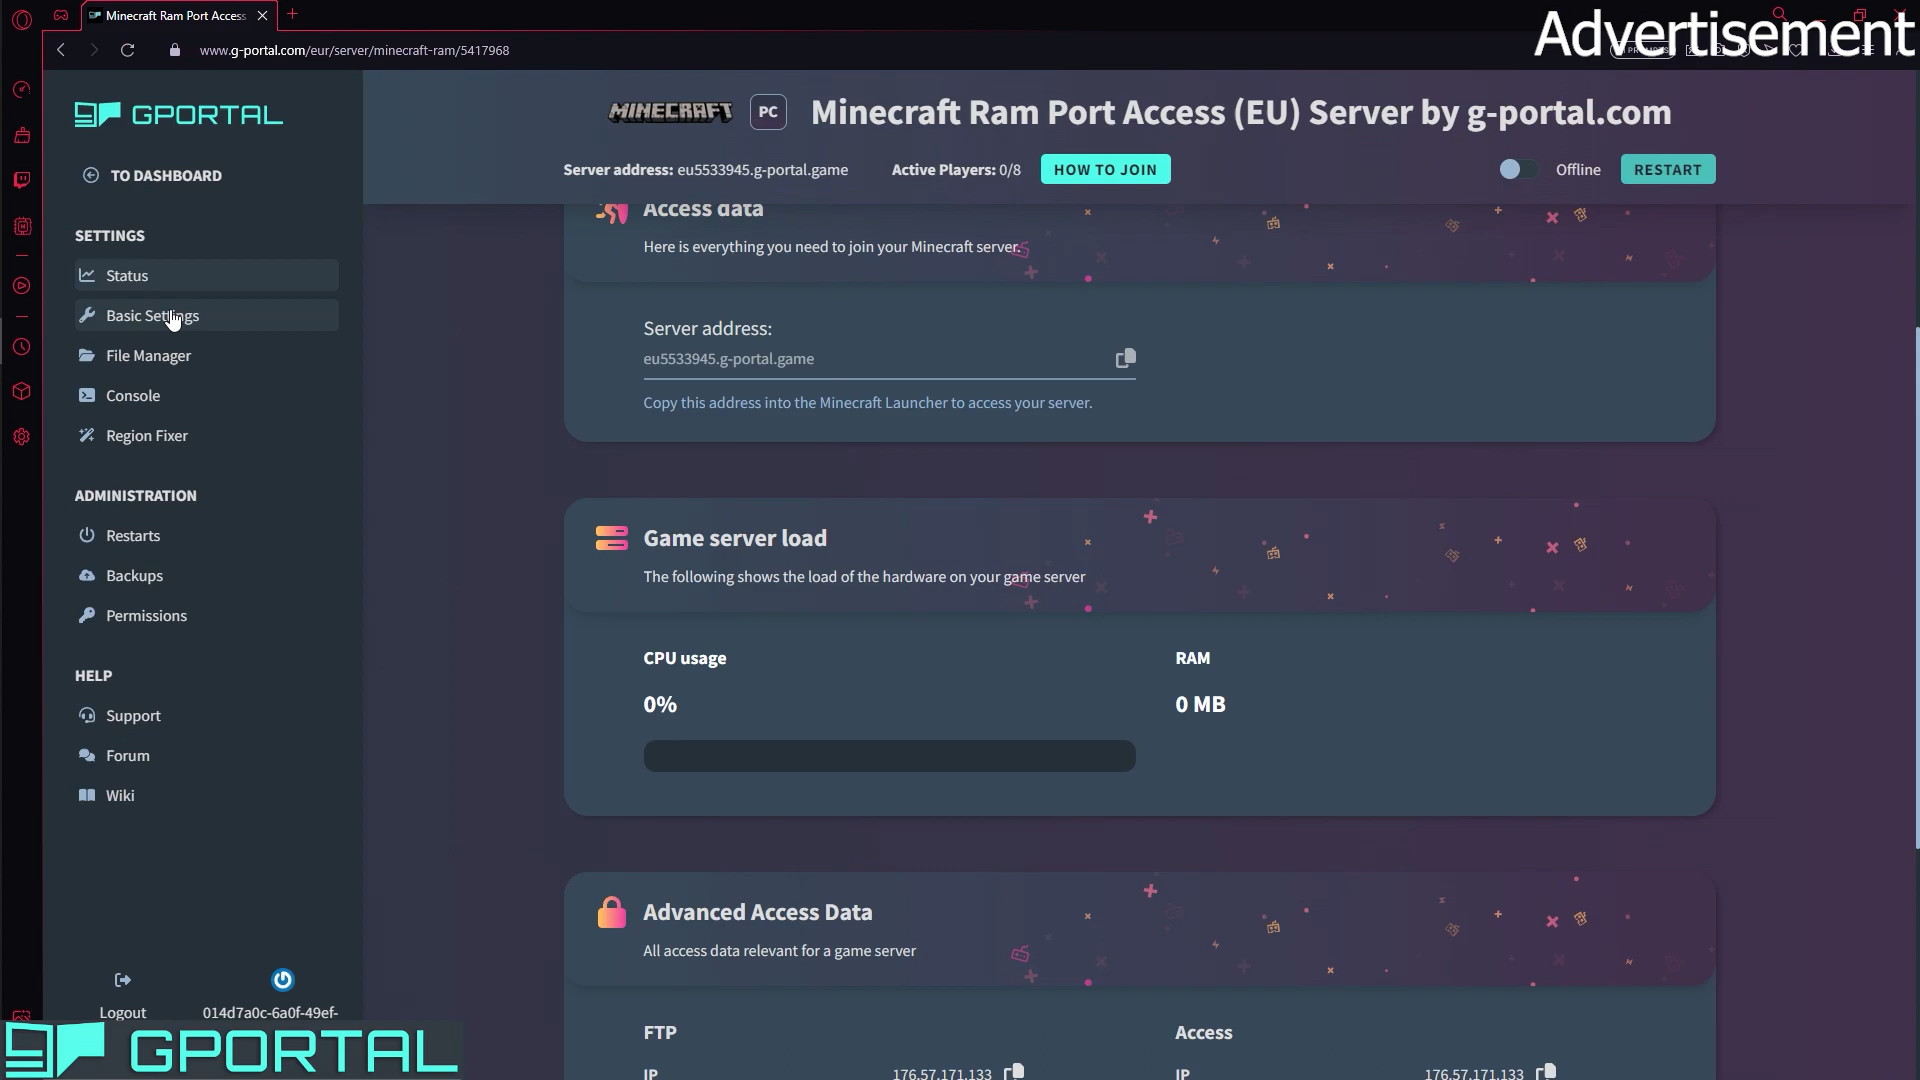 Minecraft Ram Port Access
Advertisement
www.g-portal.com/eur/server/minecraft-ram/5417968
GPORTAL
MINECRAFT
PC
Minecraft Ram Port Access (EU) Server by g-portal.com
Server address: eu5533945.g-portal.game
Active Players: 0/8
HOW TO JOIN
Offline
RESTART
TO DASHBOARD
SETTINGS
Status
Basic Settings
File Manager
Console
Region Fixer
ADMINISTRATION
Restarts
Backups
Permissions
HELP
Support
Forum
Wiki
Logout
014d7a0c-6a0f-49ef-
GPORTAL
Access data
Here is everything you need to join your Minecraft server.
Server address:
eu5533945.g-portal.game
Copy this address into the Minecraft Launcher to access your server.
Game server load
The following shows the load of the hardware on your game server
CPU usage
RAM
0%
0 MB
Advanced Access Data
All access data relevant for a game server
FTP
Access
IP
176.57.171.133
IP
176.57.171.133